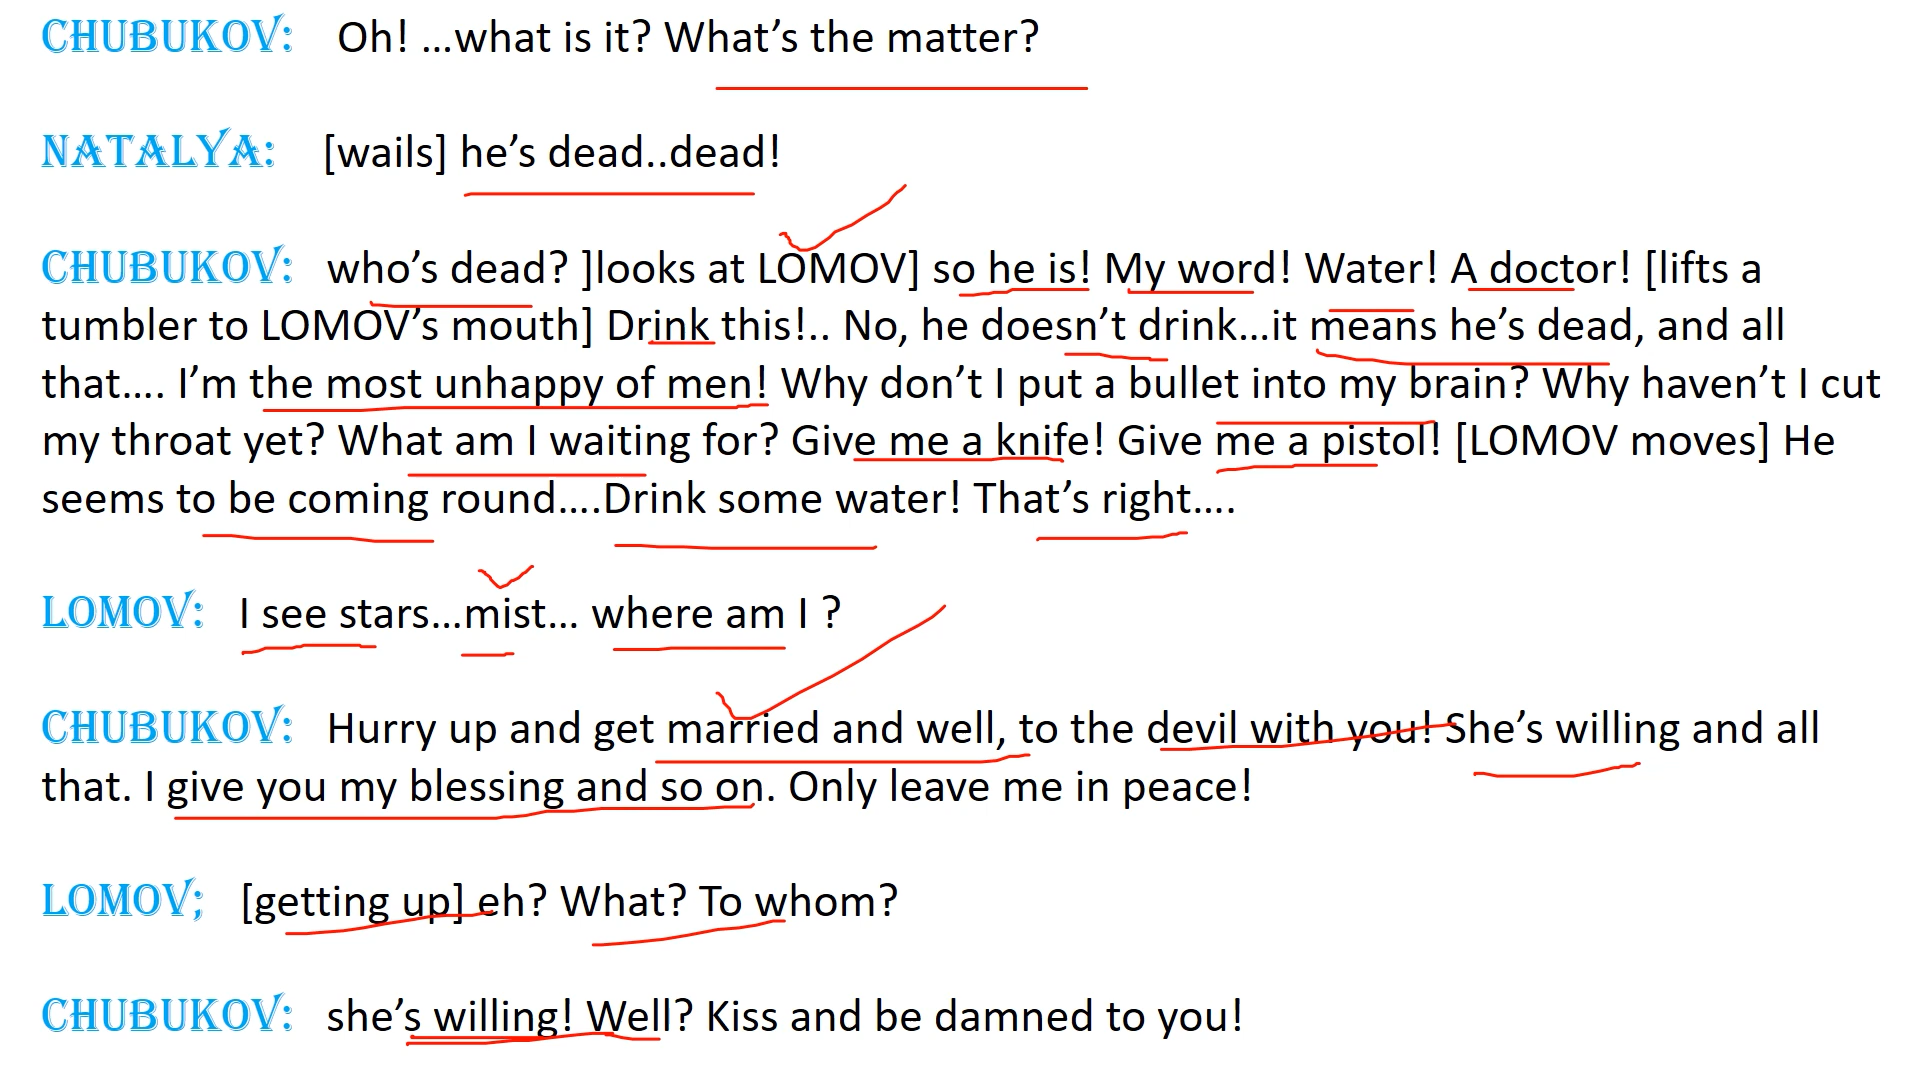 CHUBUKOV: Oh! ...what is it? What's the matter?
NATALYA: [wails] he's dead..dead!
CHUBUKOV: who's dead? ]looks at LOMOV] so he is! My word! Water! A doctor! [lifts a
tumbler to LOMOV's mouth] Drink this!.. No, he doesn't drink...it means he's dead, and all
that.... I'm the most unhappy of men! Why don't I put a bullet into my brain? Why haven't I cut
my throat yet? What am I waiting for? Give me a knife! Give me a pistol! [LOMOV moves] He
seems to be coming round....Drink some water! That's right....
LOMOV: I see stars...mist... where am I ?
CHUBUKOV: Hurry up and get married and well, to the devil with you! She's willing and all
that. I give you my blessing and so on. Only leave me in peace!
LOMOV; [getting up] eh? What? To whom?
CHUBUKOV: she's willing! Well? Kiss and be damned to you!